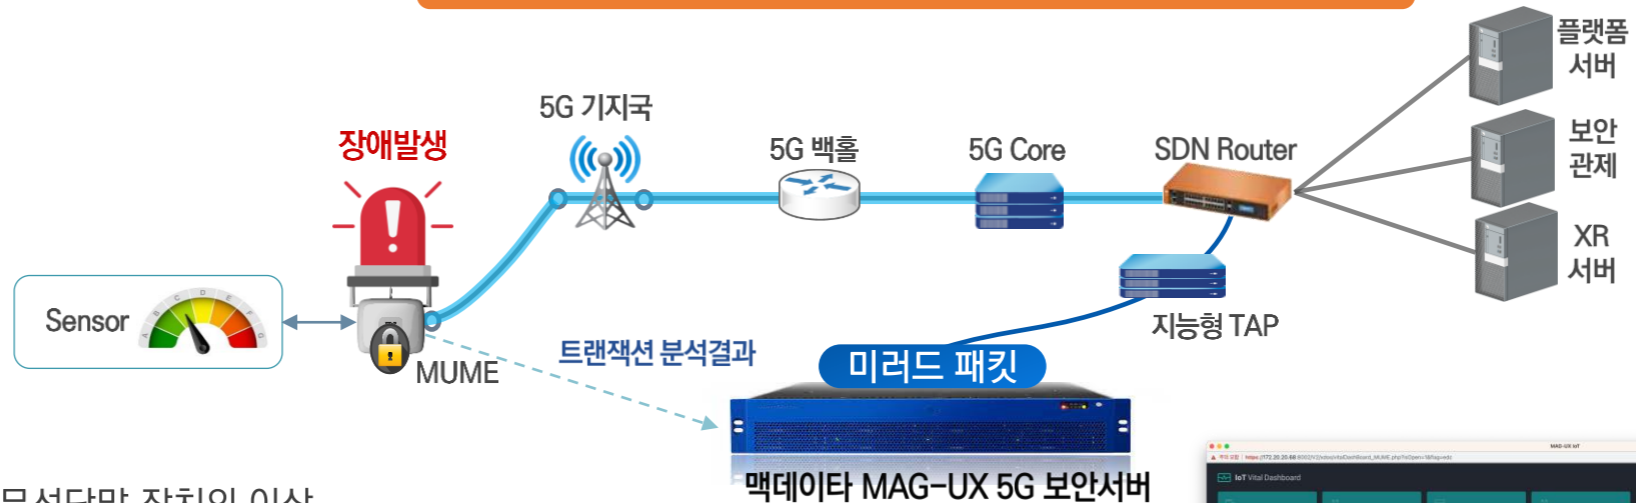 플랫폼
서버
5G 기지국
장애발생
5G 백홀
5G Core
SDN Router
보안
관제
XR
서버
Sensor
A B C D E F G
MUME
트랜잭션 분석결과
지능형 TAP
미러드 패킷
맥데이타 MAG-UX 5G 보안서버
MAG-UX IoT
IoT Vital Dashboard